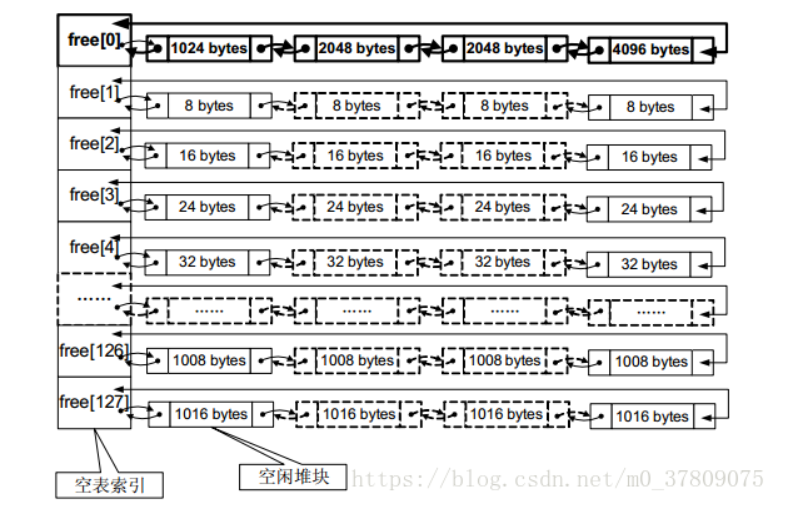 free[0] 1024 bytes 2048 bytes 2048 bytes 4096 bytes
free[1] 8 bytes 8 bytes 8 bytes 8 bytes
free[2] 16 bytes 16 bytes 16 bytes 16 bytes
free[3] 24 bytes 24 bytes 24 bytes 24 bytes
free[4] 32 bytes 32 bytes 32 bytes 32 bytes
…… …… …… …… ……
free[126] 1008 bytes 1008 bytes 1008 bytes 1008 bytes
free[127] 1016 bytes 1016 bytes 1016 bytes 1016 bytes
空表索引 空闲堆块 https://blog.csdn.net/m0_37809075